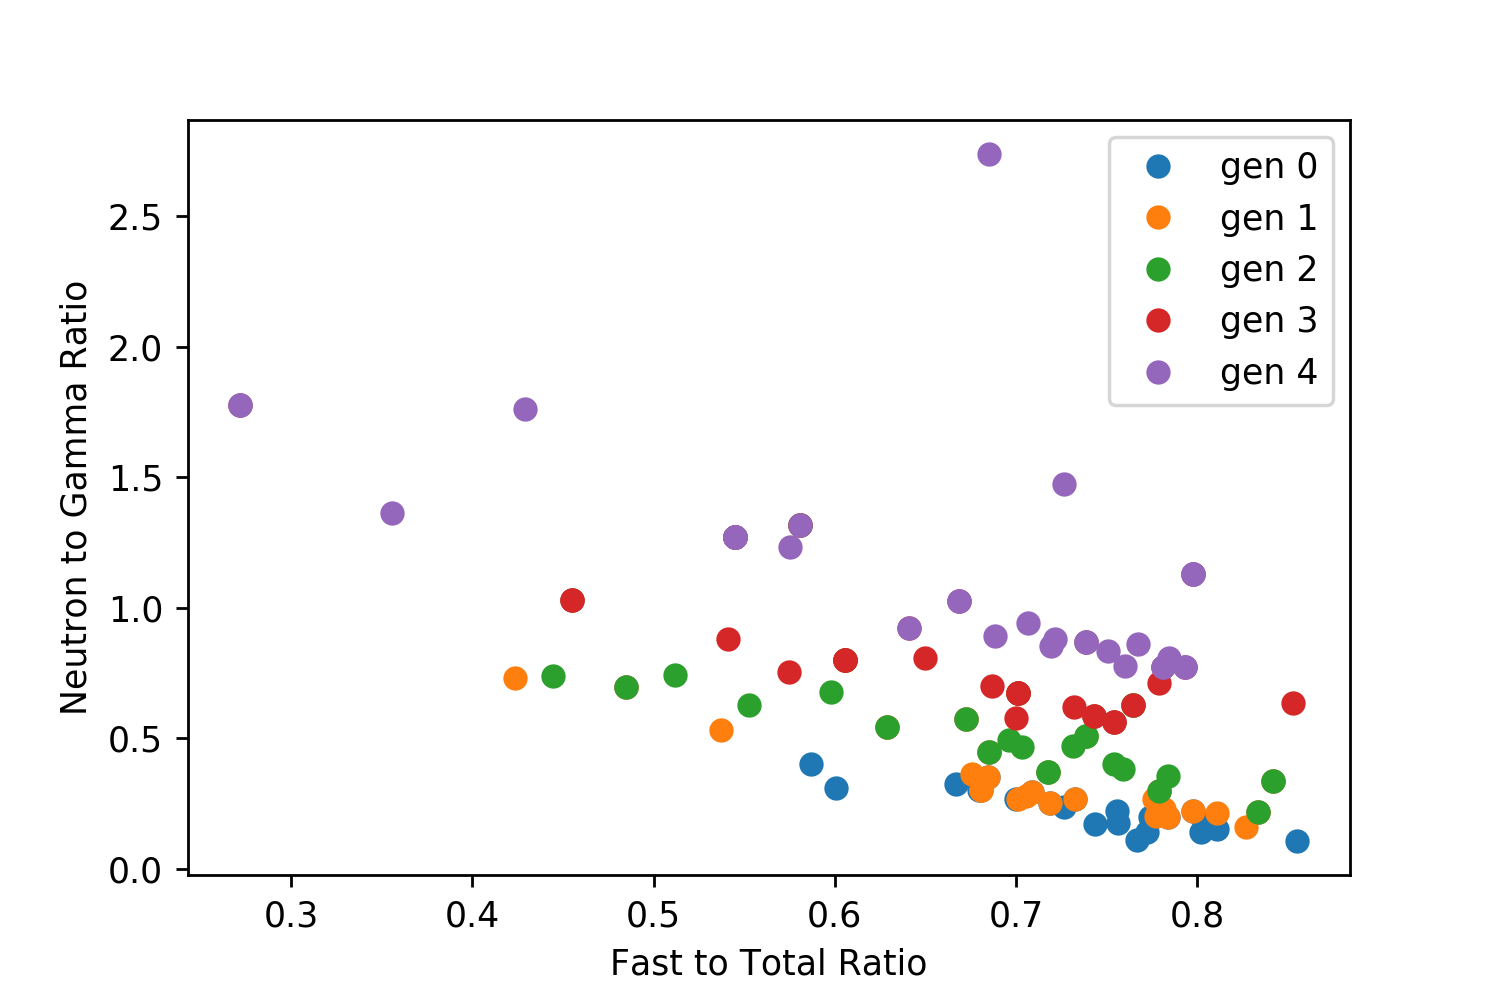 gen 0
gen 1
gen 2
gen 3
gen 4
2.5
2.0
1.5
1.0
0.5
0.0
Neutron to Gamma Ratio
0.3 0.4 0.5 0.6 0.7 0.8
Fast to Total Ratio